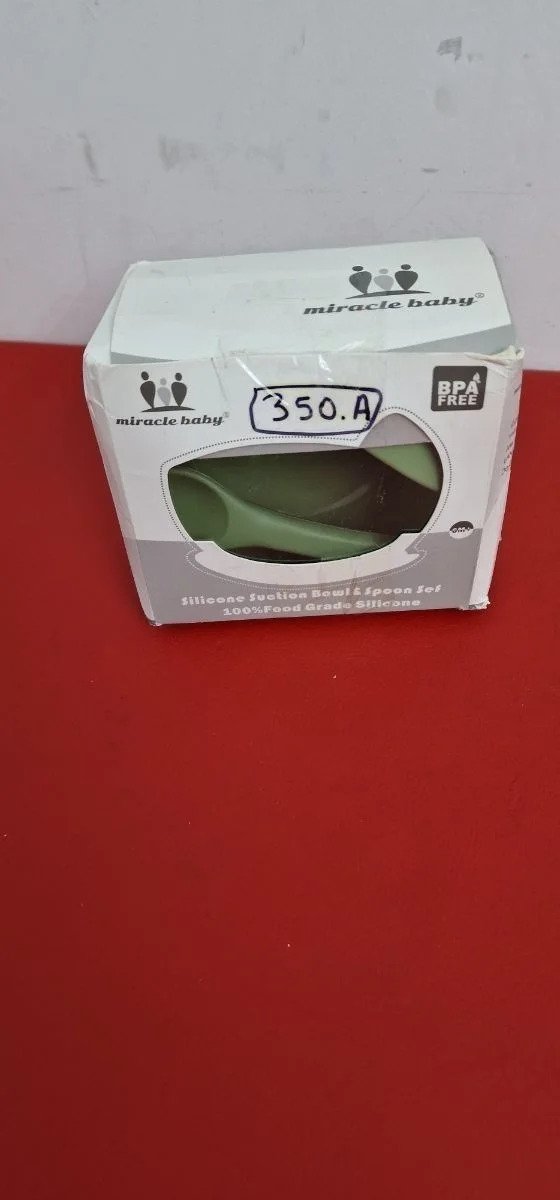 miracle baby®
miracle baby®
350.A
BPA
FREE
Silicone Suction Bowl & Spoon Set
100%Food Grade Silicone